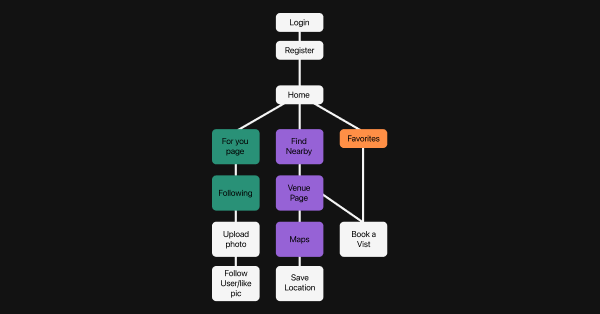 Login
Register
Home
For you
page
Find
Nearby
Favorites
Following
Venue
Page
Upload
photo
Maps
Book a
Vist
Follow
User/like
pic
Save
Location